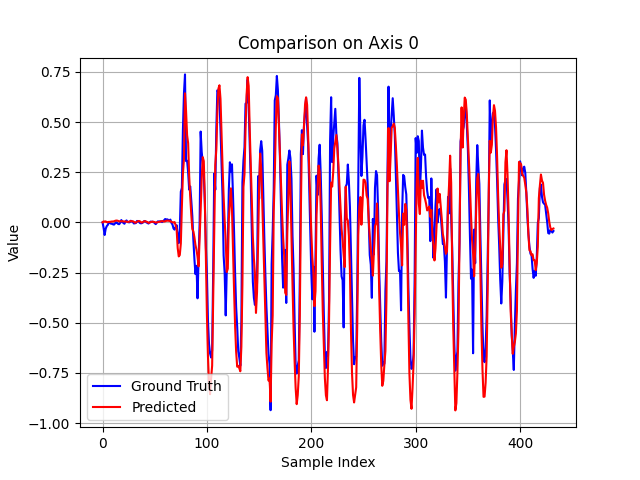 Comparison on Axis 0
0.75
0.50
0.25
0.00
−0.25
−0.50
−0.75
−1.00
Value
Ground Truth
Predicted
0 100 200 300 400
Sample Index